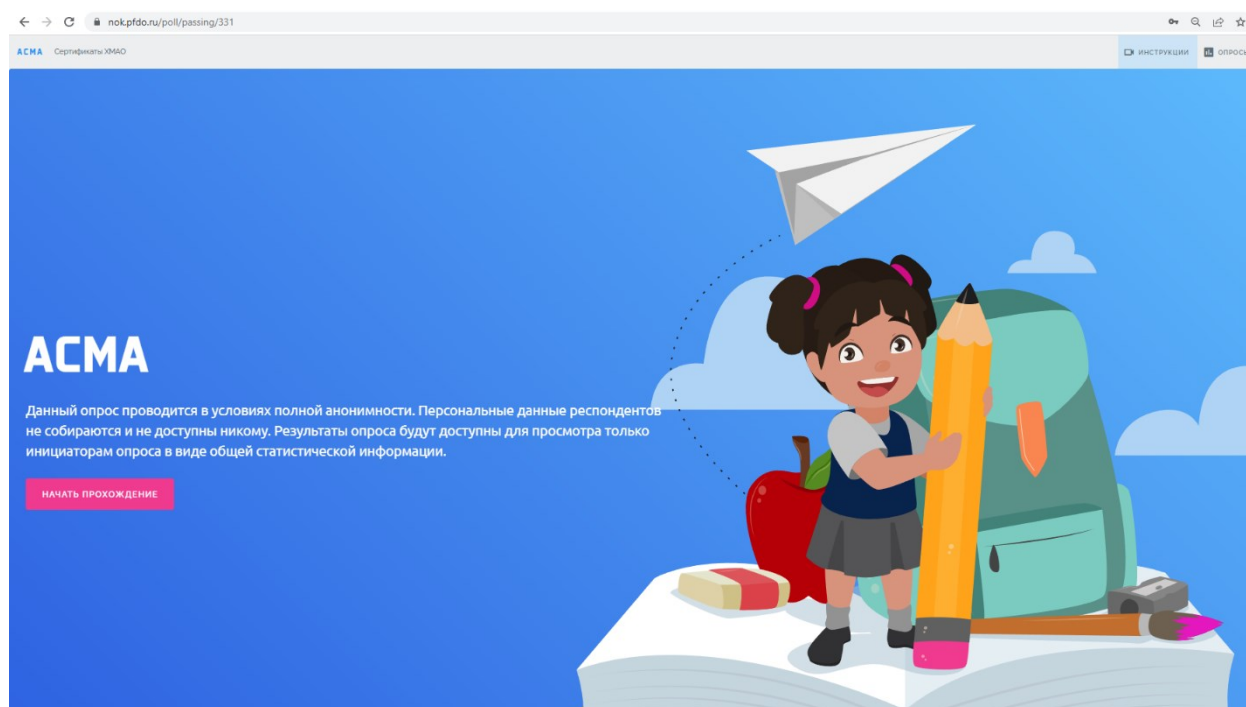 nok.pfdo.ru/poll/passing/331
АСМА Сертификаты ХМАО ИНСТРУКЦИИ ОПРОСЫ
АСМА
Данный опрос проводится в условиях полной анонимности. Персональные данные респондентов
не собираются и не доступны никому. Результаты опроса будут доступны для просмотра только
инициаторам опроса в виде общей статистической информации.
НАЧАТЬ ПРОХОЖДЕНИЕ